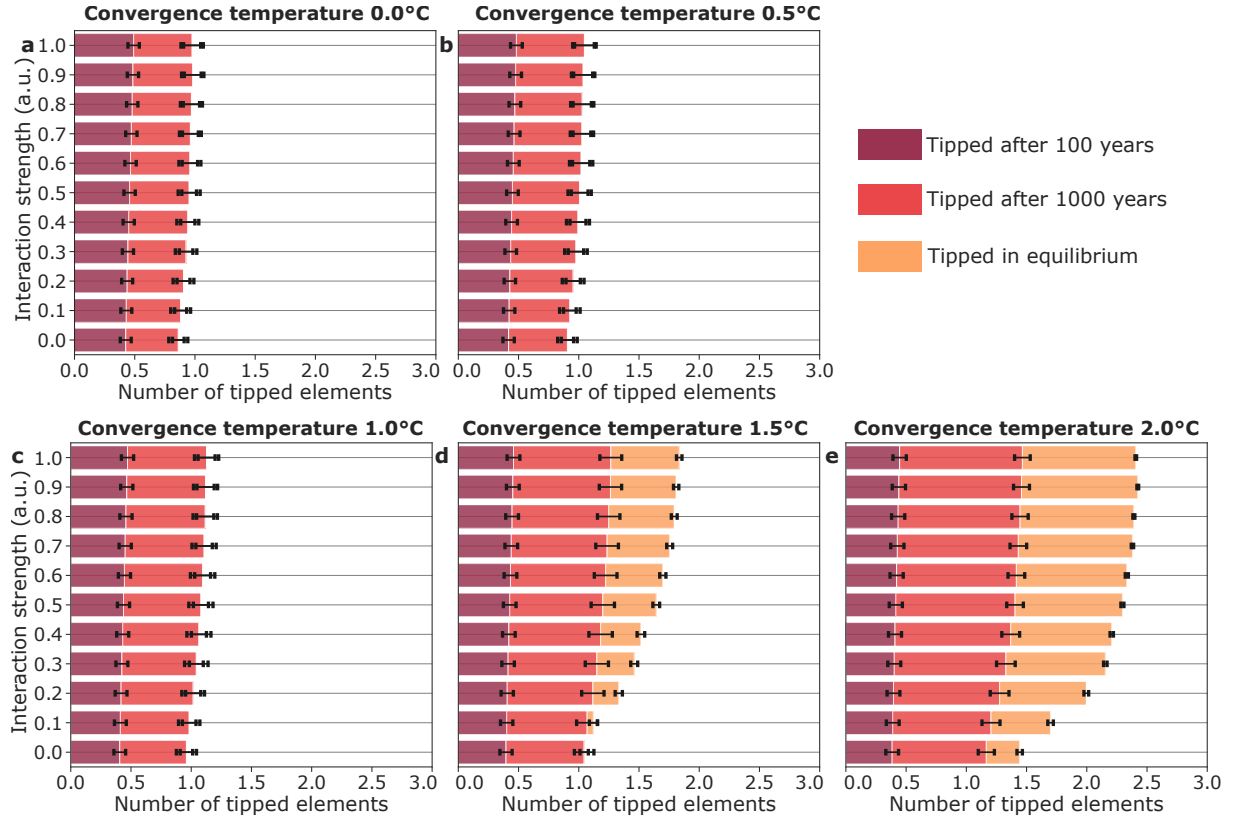 Convergence temperature 0.0°C
Convergence temperature 0.5°C
a
b
Interaction strength (a.u.)
1.0
0.9
0.8
0.7
0.6
0.5
0.4
0.3
0.2
0.1
0.0
0.0 0.5 1.0 1.5 2.0 2.5 3.0
0.0 0.5 1.0 1.5 2.0 2.5 3.0
Number of tipped elements
Number of tipped elements
Tipped after 100 years
Tipped after 1000 years
Tipped in equilibrium
Convergence temperature 1.0°C
Convergence temperature 1.5°C
Convergence temperature 2.0°C
c
d
e
Interaction strength (a.u.)
1.0
0.9
0.8
0.7
0.6
0.5
0.4
0.3
0.2
0.1
0.0
0.0 0.5 1.0 1.5 2.0 2.5 3.0
0.0 0.5 1.0 1.5 2.0 2.5 3.0
0.0 0.5 1.0 1.5 2.0 2.5 3.0
Number of tipped elements
Number of tipped elements
Number of tipped elements